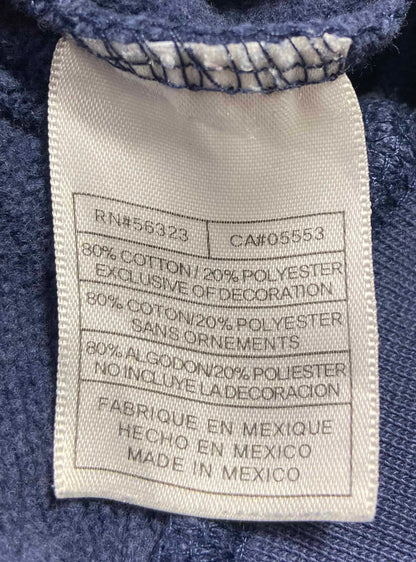 RN#56323 CA#05553
80% COTTON/20% POLYESTER
EXCLUSIVE OF DECORATION
80% COTON/20% POLYESTER
SANS ORNEMENTS
80% ALGODON/20% POLIESTER
NO INCLUYE LA DECORACION
FABRIQUE EN MEXIQUE
HECHO EN MEXICO
MADE IN MEXICO